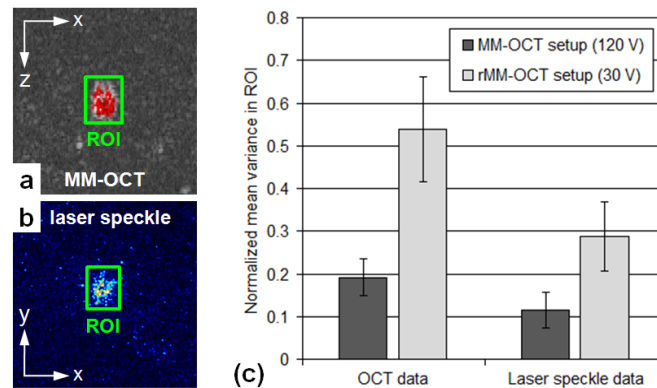 x
z
ROI
a
MM-OCT
b
laser speckle
y
ROI
x
(c)
Normalized mean variance in ROI
0.8
0.7
0.6
0.5
0.4
0.3
0.2
0.1
0
MM-OCT setup (120 V)
rMM-OCT setup (30 V)
OCT data
Laser speckle data